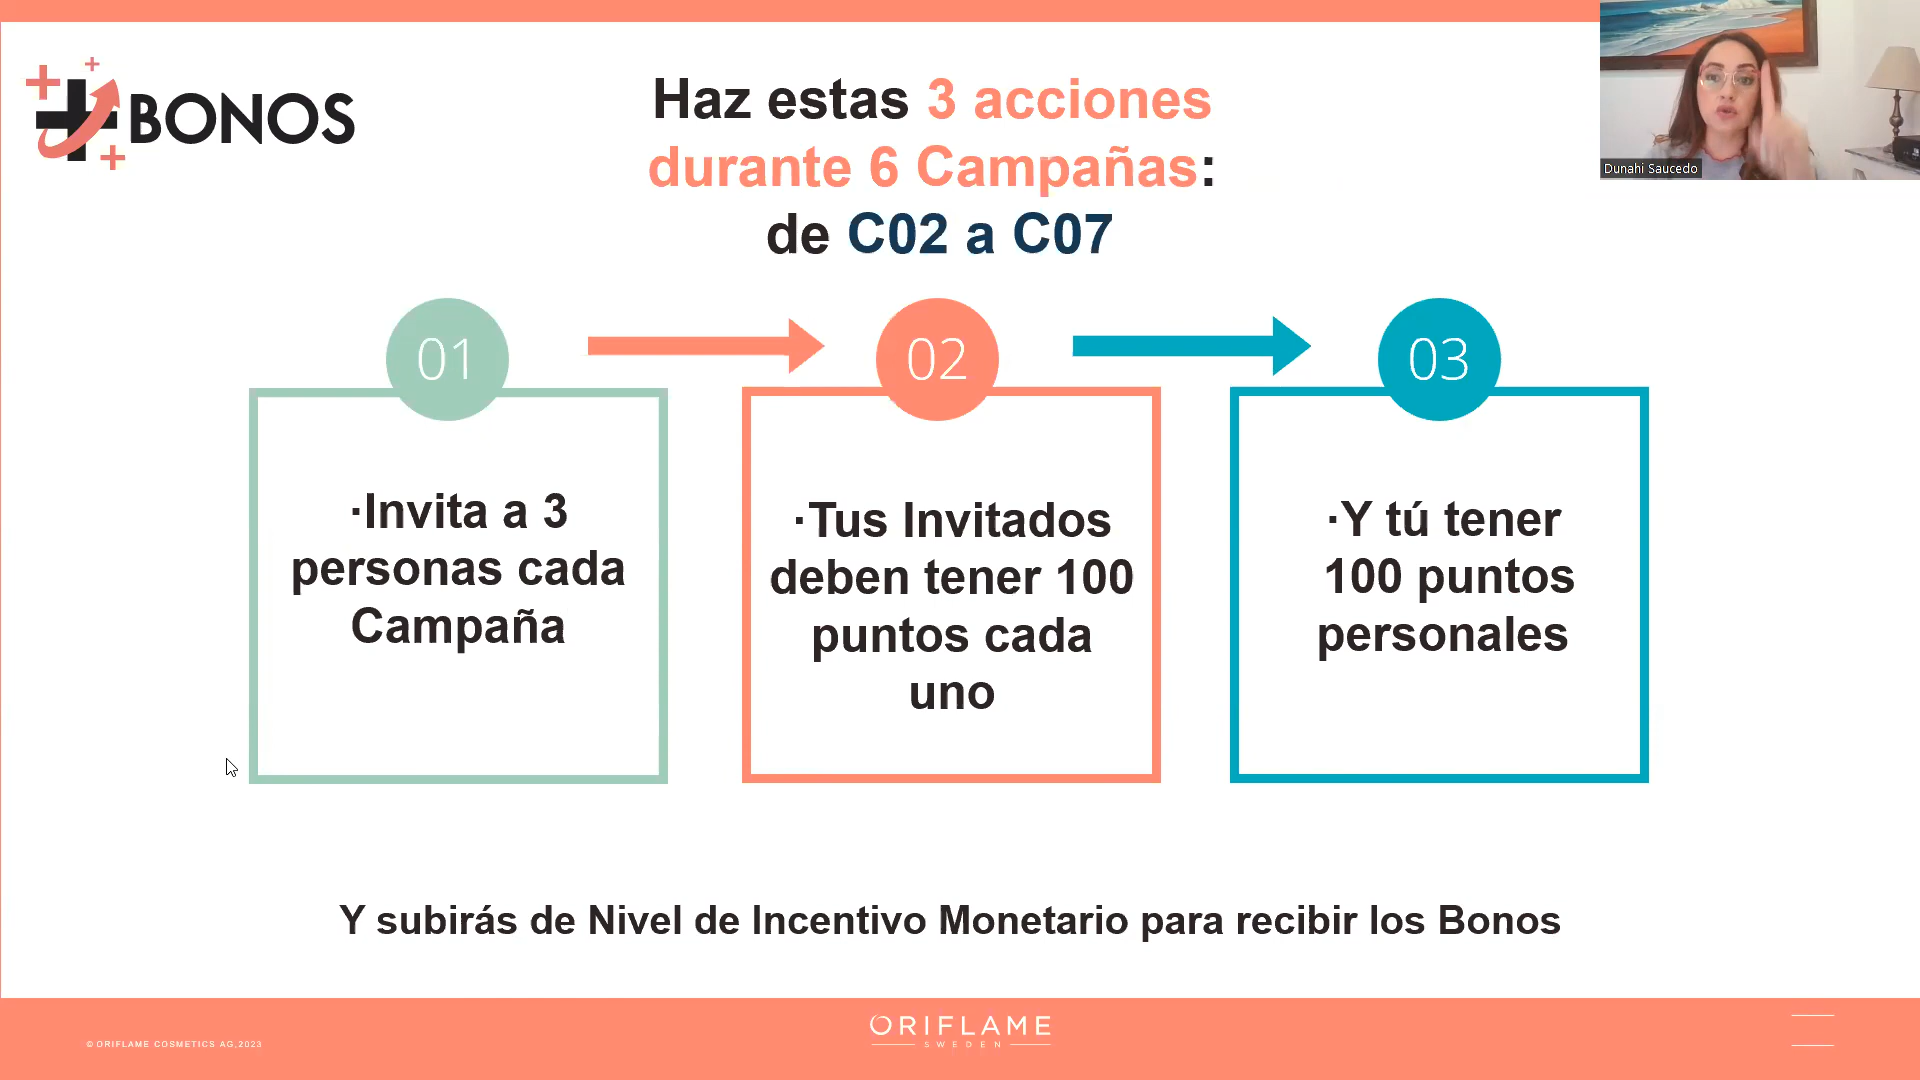 BONOS
Haz estas 3 acciones
durante 6 Campañas:
de C02 a C07
Dunahi Saucedo
01
02
03
·Invita a 3
personas cada
Campaña
·Tus Invitados
deben tener 100
puntos cada
uno
·Y tú tener
100 puntos
personales
Y subirás de Nivel de Incentivo Monetario para recibir los Bonos
© ORIFLAME COSMETICS AG,2023
ORIFLAME
SWEDEN